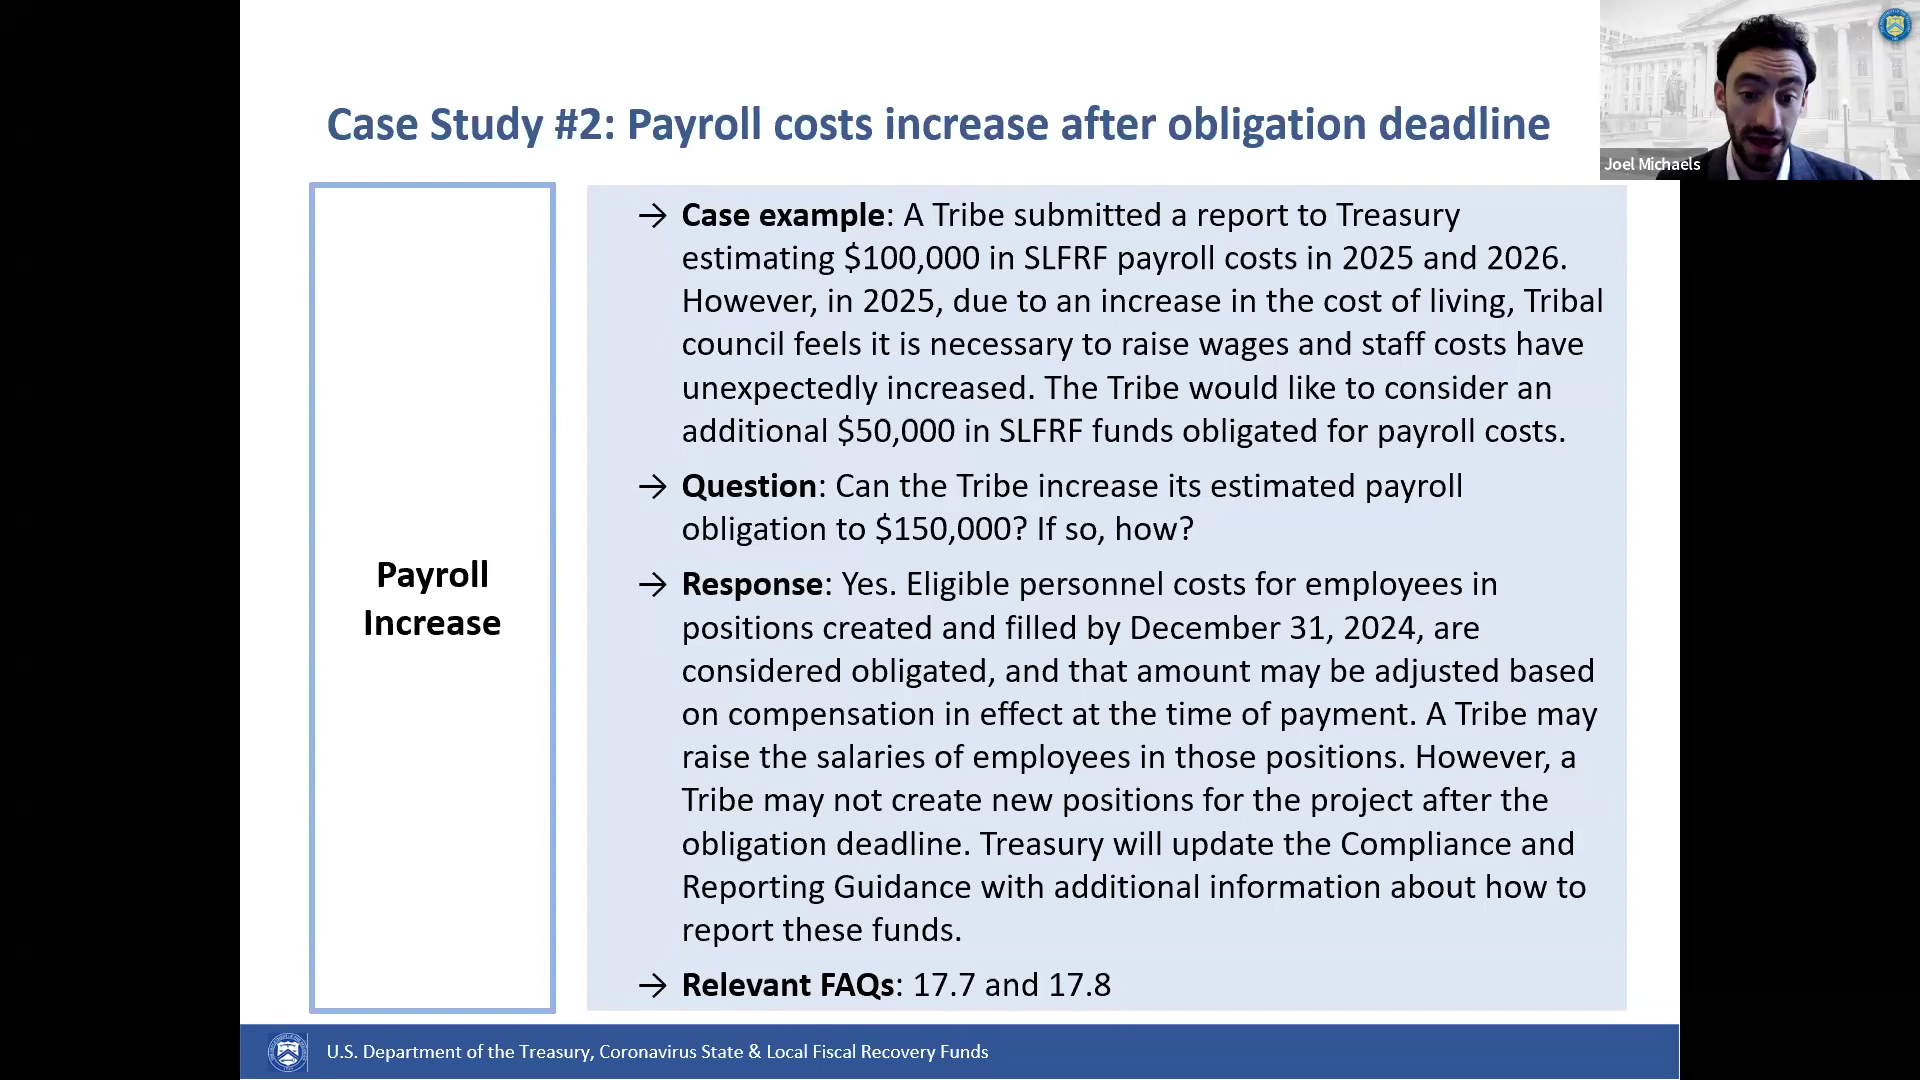 Case Study #2: Payroll costs increase after obligation deadline
Joel Michaels
Payroll
Increase
→ Case example: A Tribe submitted a report to Treasury
estimating $100,000 in SLFRF payroll costs in 2025 and 2026.
However, in 2025, due to an increase in the cost of living, Tribal
council feels it is necessary to raise wages and staff costs have
unexpectedly increased. The Tribe would like to consider an
additional $50,000 in SLFRF funds obligated for payroll costs.
→ Question: Can the Tribe increase its estimated payroll
obligation to $150,000? If so, how?
→ Response: Yes. Eligible personnel costs for employees in
positions created and filled by December 31, 2024, are
considered obligated, and that amount may be adjusted based
on compensation in effect at the time of payment. A Tribe may
raise the salaries of employees in those positions. However, a
Tribe may not create new positions for the project after the
obligation deadline. Treasury will update the Compliance and
Reporting Guidance with additional information about how to
report these funds.
→ Relevant FAQs: 17.7 and 17.8
U.S. Department of the Treasury, Coronavirus State & Local Fiscal Recovery Funds